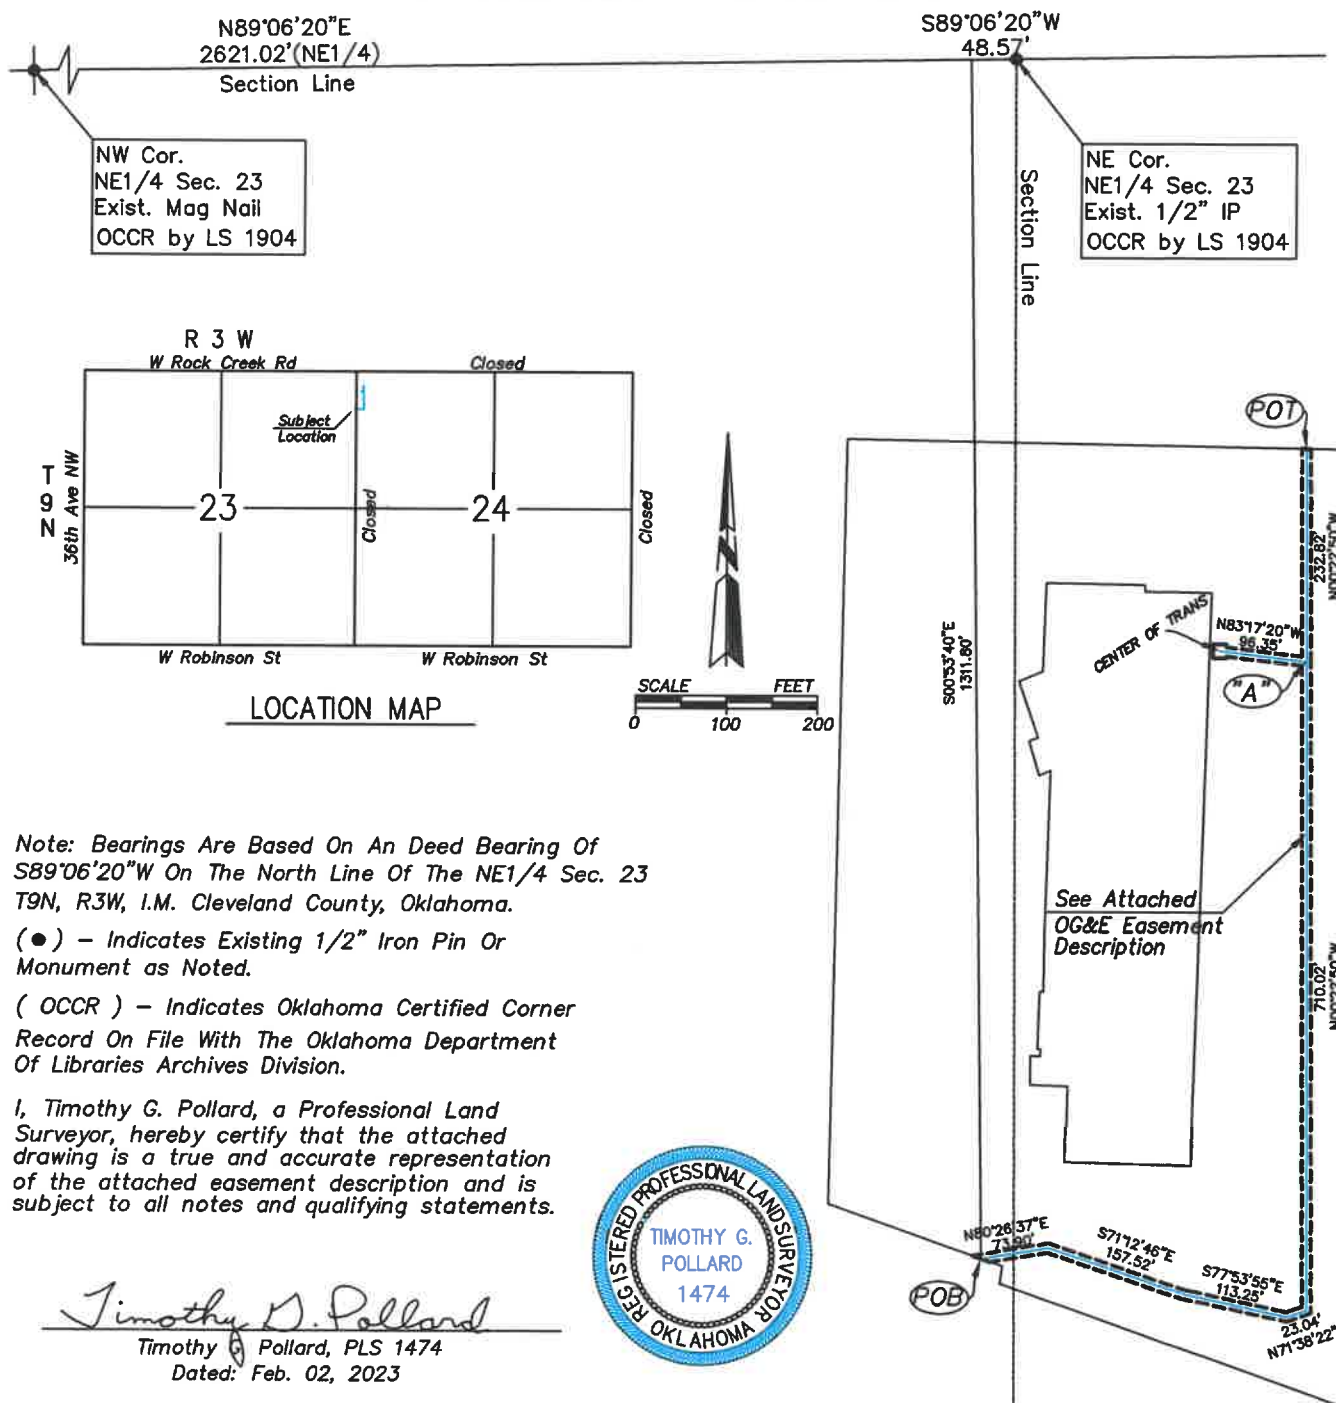 N89°06'20"E
2621.02'(NE1/4)
Section Line
S89°06'20"W
48.57'
NW Cor.
NE1/4 Sec. 23
Exist. Mag Nail
OCCR by LS 1904
NE Cor.
NE1/4 Sec. 23
Exist. 1/2" IP
OCCR by LS 1904
Section Line
R 3 W
W Rock Creek Rd
Closed
Subject
Location
T
9
N
36th Ave NW
23
Closed
24
Closed
W Robinson St
W Robinson St
LOCATION MAP
N
SCALE FEET
0 100 200
POT
232.82'
N00°22'50"W
CENTER OF TRANS
N83°17'20"W
96.35'
"A"
S00°53'40"E
1311.80'
See Attached
OG&E Easement
Description
710.02'
N00°22'50"W
Note: Bearings Are Based On An Deed Bearing Of
S89°06'20"W On The North Line Of The NE1/4 Sec. 23
T9N, R3W, I.M. Cleveland County, Oklahoma.
(●) – Indicates Existing 1/2" Iron Pin Or
Monument as Noted.
( OCCR ) – Indicates Oklahoma Certified Corner
Record On File With The Oklahoma Department
Of Libraries Archives Division.
I, Timothy G. Pollard, a Professional Land
Surveyor, hereby certify that the attached
drawing is a true and accurate representation
of the attached easement description and is
subject to all notes and qualifying statements.
Timothy G. Pollard
Timothy G Pollard, PLS 1474
Dated: Feb. 02, 2023
REGISTERED PROFESSIONAL LAND SURVEYOR
TIMOTHY G.
POLLARD
1474
OKLAHOMA
N80°26'37"E
73.90'
POB
S71°12'46"E
157.52'
S77°53'55"E
113.25'
23.04'
N71°38'22"